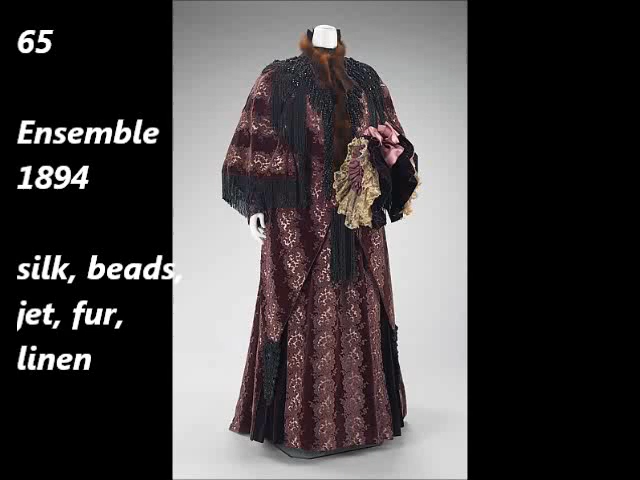 65
Ensemble
1894
silk, beads,
jet, fur,
linen